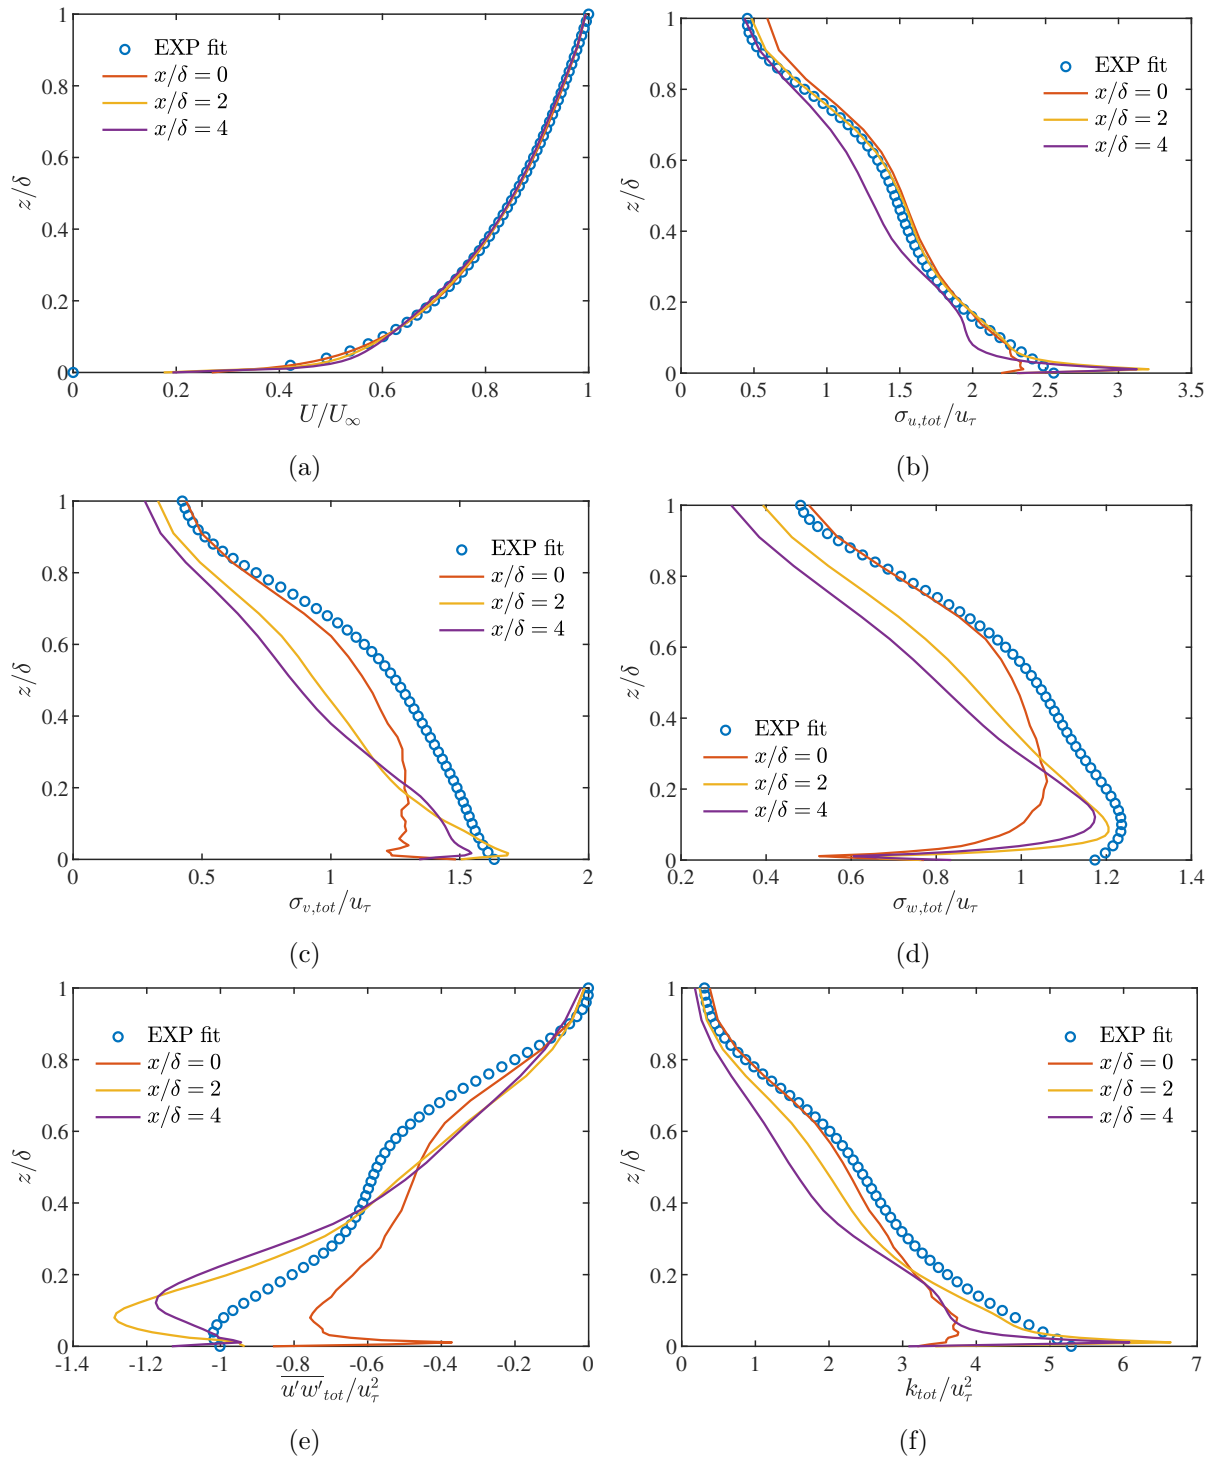 1
0.8
0.6
0.4
0.2
0
z/δ
EXP fit
x/δ = 0
x/δ = 2
x/δ = 4
0 0.2 0.4 0.6 0.8 1
U/U∞
(a)
1
0.8
0.6
0.4
0.2
0
z/δ
EXP fit
x/δ = 0
x/δ = 2
x/δ = 4
0 0.5 1 1.5 2 2.5 3 3.5
σu,tot/uτ
(b)
1
0.8
0.6
0.4
0.2
0
z/δ
EXP fit
x/δ = 0
x/δ = 2
x/δ = 4
0 0.5 1 1.5 2
σv,tot/uτ
(c)
1
0.8
0.6
0.4
0.2
0
z/δ
EXP fit
x/δ = 0
x/δ = 2
x/δ = 4
0.2 0.4 0.6 0.8 1 1.2 1.4
σw,tot/uτ
(d)
1
0.8
0.6
0.4
0.2
0
z/δ
EXP fit
x/δ = 0
x/δ = 2
x/δ = 4
-1.4 -1.2 -1 -0.8 -0.6 -0.4 -0.2 0
u′w′tot/u²τ
(e)
1
0.8
0.6
0.4
0.2
0
z/δ
EXP fit
x/δ = 0
x/δ = 2
x/δ = 4
0 1 2 3 4 5 6 7
ktot/u²τ
(f)